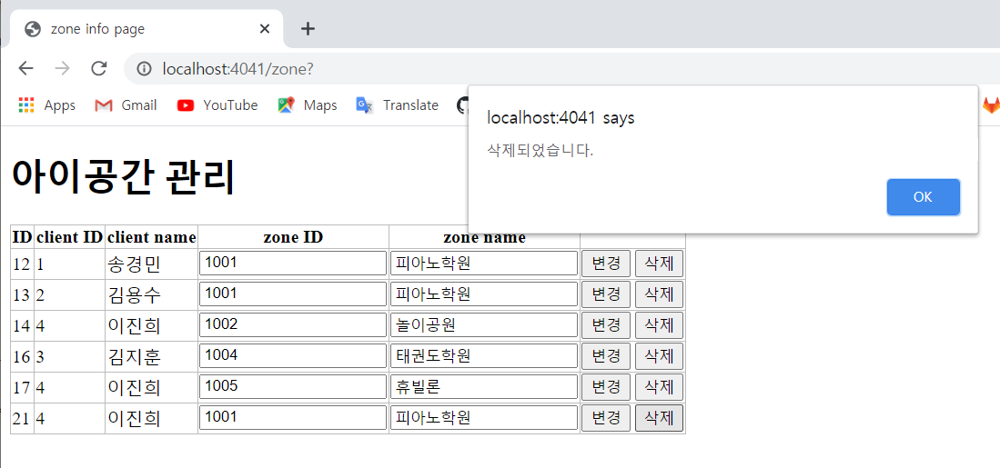 zone info page
localhost:4041/zone?
Apps Gmail YouTube Maps Translate
localhost:4041 says
삭제되었습니다.
OK
아이공간 관리
ID client ID client name zone ID zone name
12 1 송경민 1001 피아노학원 변경 삭제
13 2 김용수 1001 피아노학원 변경 삭제
14 4 이진희 1002 놀이공원 변경 삭제
16 3 김지훈 1004 태권도학원 변경 삭제
17 4 이진희 1005 휴빌론 변경 삭제
21 4 이진희 1001 피아노학원 변경 삭제